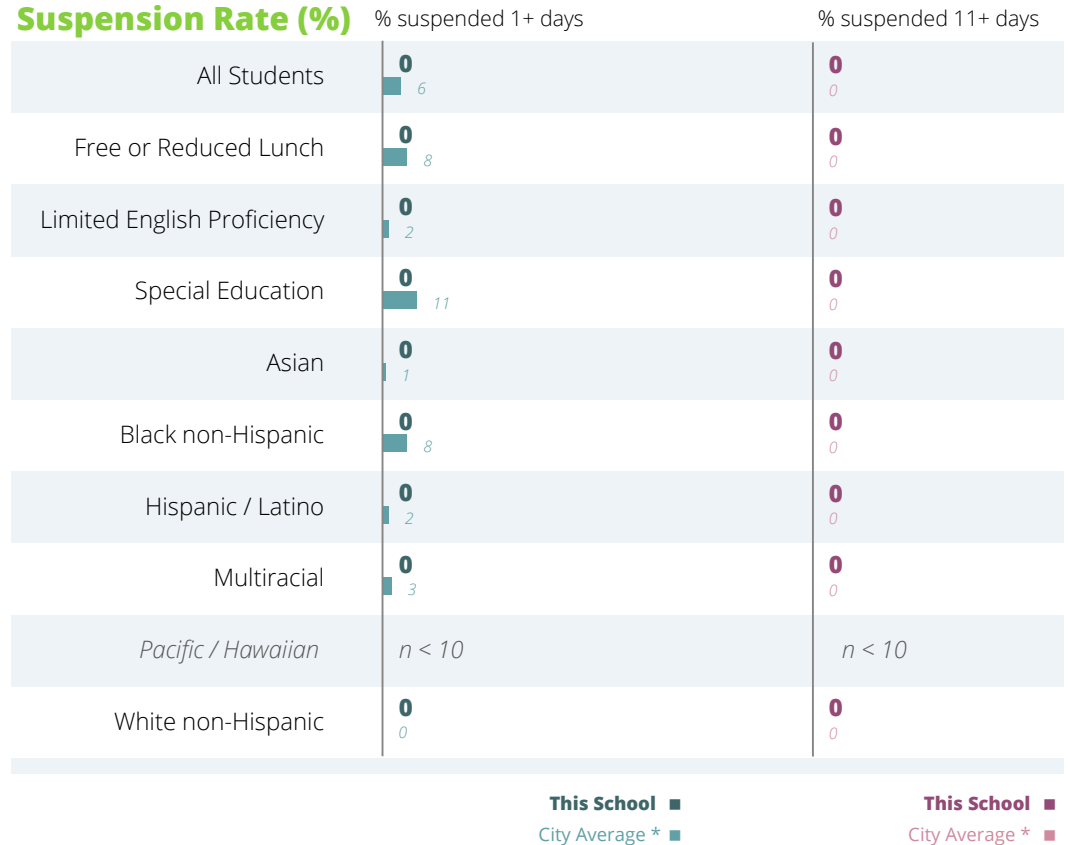 Suspension Rate (%) % suspended 1+ days % suspended 11+ days
All Students 0 0
6 0
Free or Reduced Lunch 0 0
8 0
Limited English Proficiency 0 0
2 0
Special Education 0 0
11 0
Asian 0 0
1 0
Black non-Hispanic 0 0
8 0
Hispanic / Latino 0 0
2 0
Multiracial 0 0
3 0
Pacific / Hawaiian n < 10 n < 10
White non-Hispanic 0 0
0 0
This School This School
City Average * City Average *